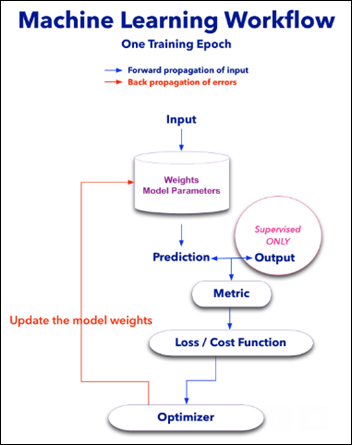 Machine Learning Workflow
One Training Epoch
Forward propagation of input
Back propagation of errors
Input
Weights
Model Parameters
Supervised
ONLY
Prediction
Output
Metric
Update the model weights
Loss / Cost Function
Optimizer